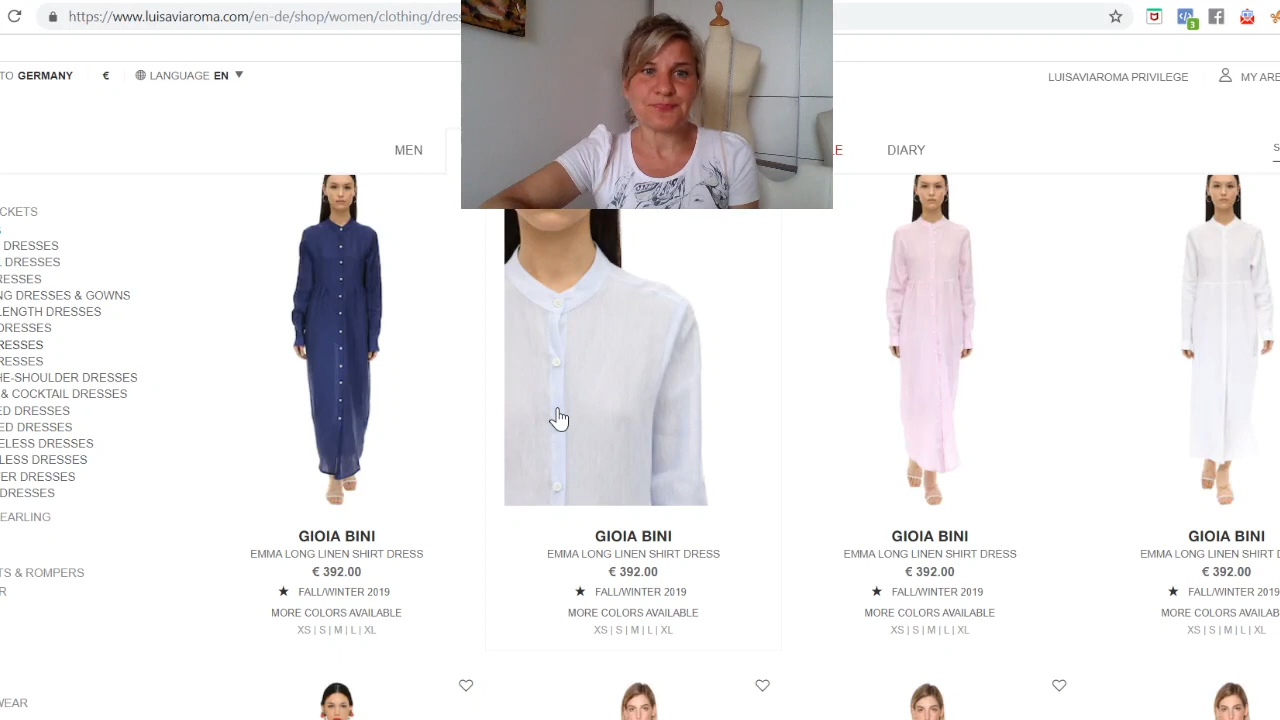 https://www.luisaviaroma.com/en-de/shop/women/clothing/dress
3
TO GERMANY € LANGUAGE EN
LUISAVIAROMA PRIVILEGE MY ARE
MEN
LE DIARY S
CKETS
S
DRESSES
L DRESSES
RESSES
NG DRESSES & GOWNS
LENGTH DRESSES
DRESSES
RESSES
RESSES
HE-SHOULDER DRESSES
& COCKTAIL DRESSES
ED DRESSES
ED DRESSES
ELESS DRESSES
LESS DRESSES
ER DRESSES
DRESSES
EARLING
TS & ROMPERS
R
WEAR
GIOIA BINI
EMMA LONG LINEN SHIRT DRESS
€ 392.00
★ FALL/WINTER 2019
MORE COLORS AVAILABLE
XS | S | M | L | XL
GIOIA BINI
EMMA LONG LINEN SHIRT DRESS
€ 392.00
★ FALL/WINTER 2019
MORE COLORS AVAILABLE
XS | S | M | L | XL
GIOIA BINI
EMMA LONG LINEN SHIRT DRESS
€ 392.00
★ FALL/WINTER 2019
MORE COLORS AVAILABLE
XS | S | M | L | XL
GIOIA BINI
EMMA LONG LINEN SHIRT D
€ 392.00
★ FALL/WINTER 2019
MORE COLORS AVAILAB
XS | S | M | L | XL